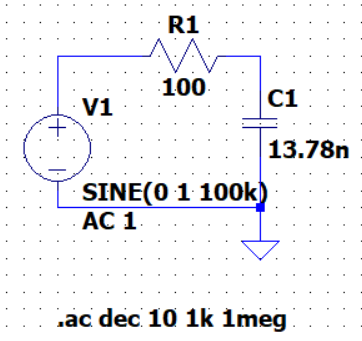 R1
100
V1
C1
13.78n
SINE(0 1 100k)
AC 1
.ac dec 10 1k 1meg